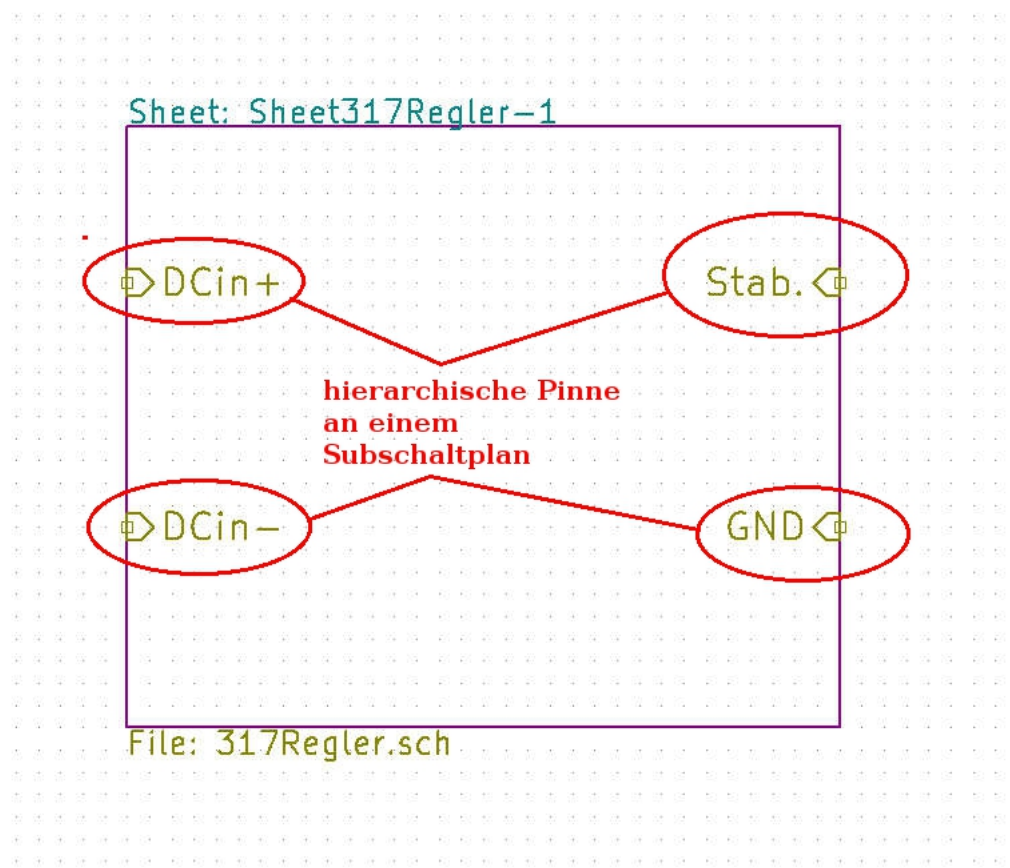 Sheet: Sheet317Regler-1
DCin+
Stab.
hierarchische Pinne
an einem
Subschaltplan
DCin-
GND
File: 317Regler.sch